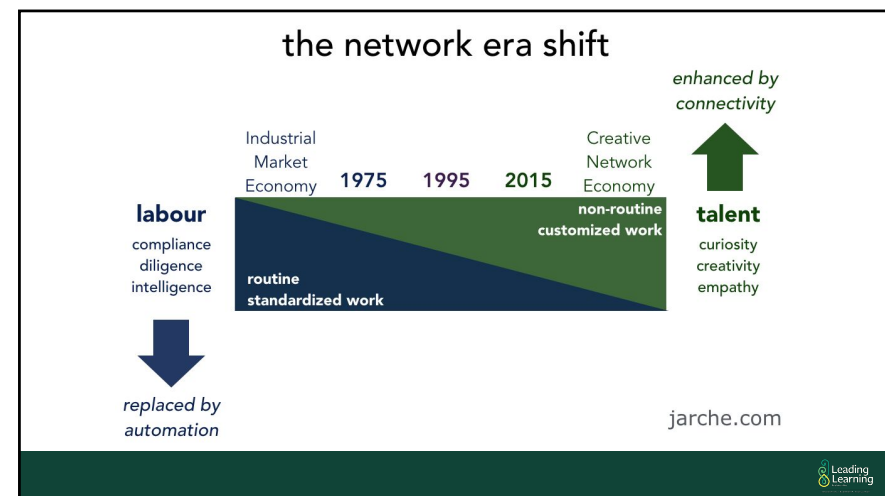 the network era shift
enhanced by
connectivity
Industrial
Market
Economy
1975
1995
2015
Creative
Network
Economy
labour
compliance
diligence
intelligence
routine
standardized work
non-routine
customized work
talent
curiosity
creativity
empathy
replaced by
automation
jarche.com
Leading
Learning